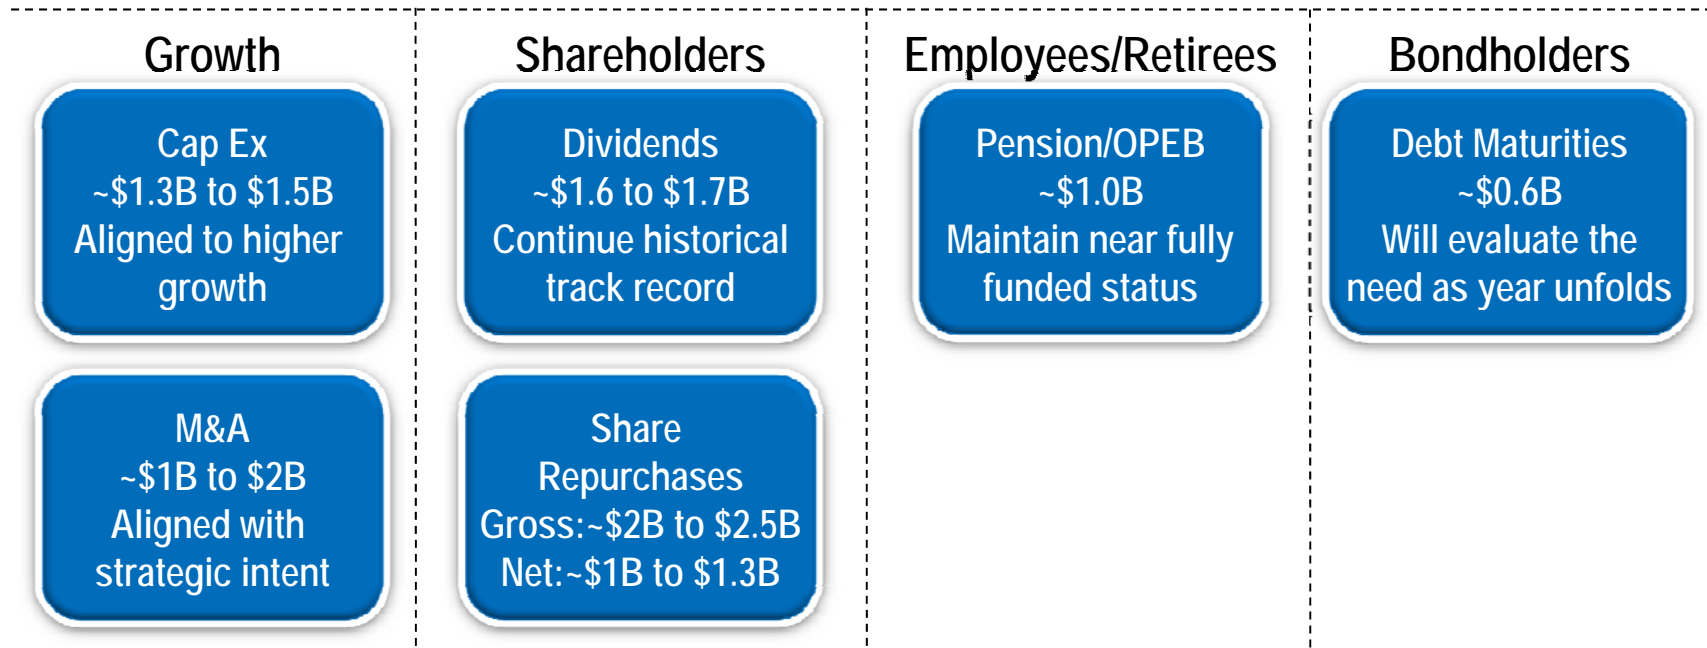 Growth
Cap Ex
~$1.3B to $1.5B
Aligned to higher
growth
M&A
~$1B to $2B
Aligned with
strategic intent
Shareholders
Dividends
~$1.6 to $1.7B
Continue historical
track record
Share
Repurchases
Gross:~$2B to $2.5B
Net:~$1B to $1.3B
Employees/Retirees
Pension/OPEB
~$1.0B
Maintain near fully
funded status
Bondholders
Debt Maturities
~$0.6B
Will evaluate the
need as year unfolds